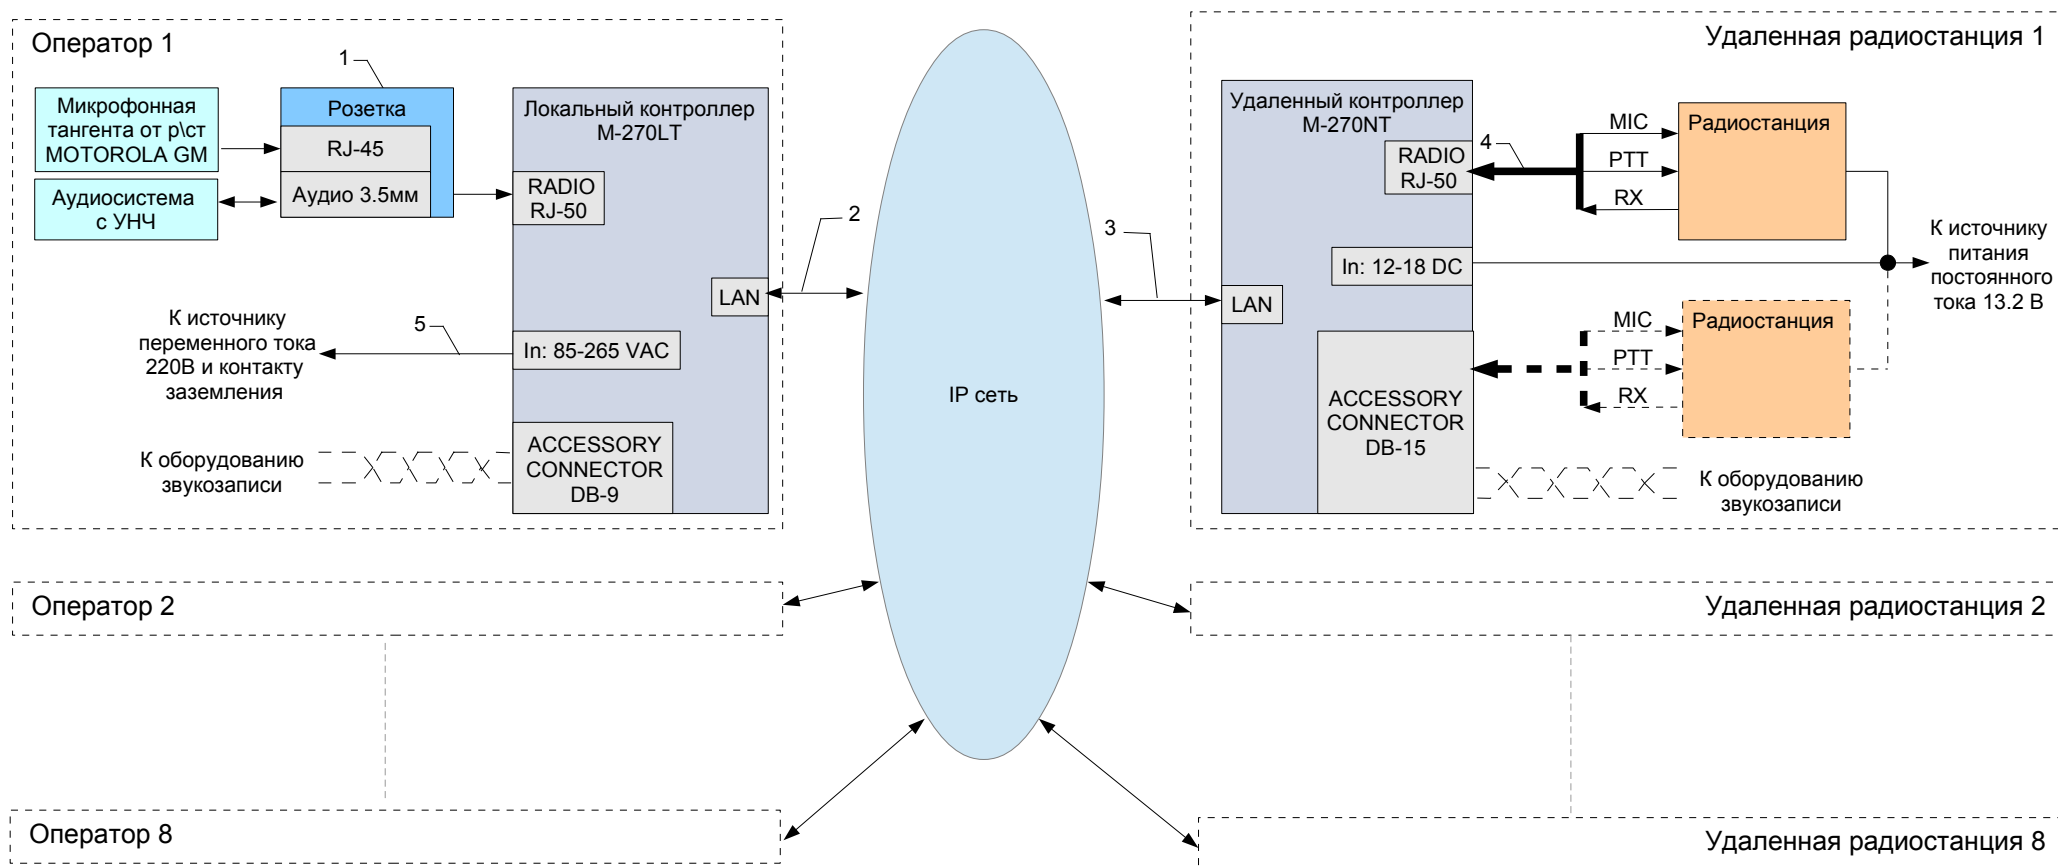 Оператор 1
1
Микрофонная
тангента от р\ст
MOTOROLA GM
Аудиосистема
с УНЧ
Розетка
RJ-45
Аудио 3.5мм
Локальный контроллер
M-270LT
RADIO
RJ-50
LAN
2
К источнику
переменного тока
220В и контакту
заземления
5
In: 85-265 VAC
К оборудованию
звукозаписи
ACCESSORY
CONNECTOR
DB-9
IP сеть
Удаленная радиостанция 1
Удаленный контроллер
M-270NT
RADIO
RJ-50
4
MIC
PTT
RX
Радиостанция
3
LAN
In: 12-18 DC
К источнику
питания
постоянного
тока 13.2 В
ACCESSORY
CONNECTOR
DB-15
MIC
PTT
RX
Радиостанция
К оборудованию
звукозаписи
Оператор 2
Удаленная радиостанция 2
Оператор 8
Удаленная радиостанция 8